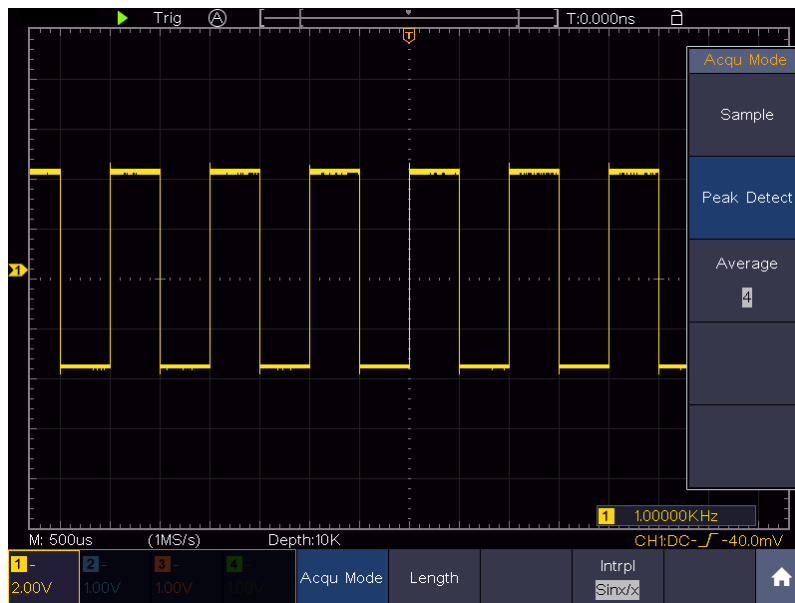 Trig A T:0.000ns
T
Acqu Mode
Sample
Peak Detect
Average
4
1
1 1.00000KHz
M: 500us (1MS/s) Depth:10K CH1:DC- -40.0mV
1 - 2 - 3 - 4 -
2.00V 1.00V 1.00V 1.00V
Acqu Mode Length Intrpl
Sinx/x